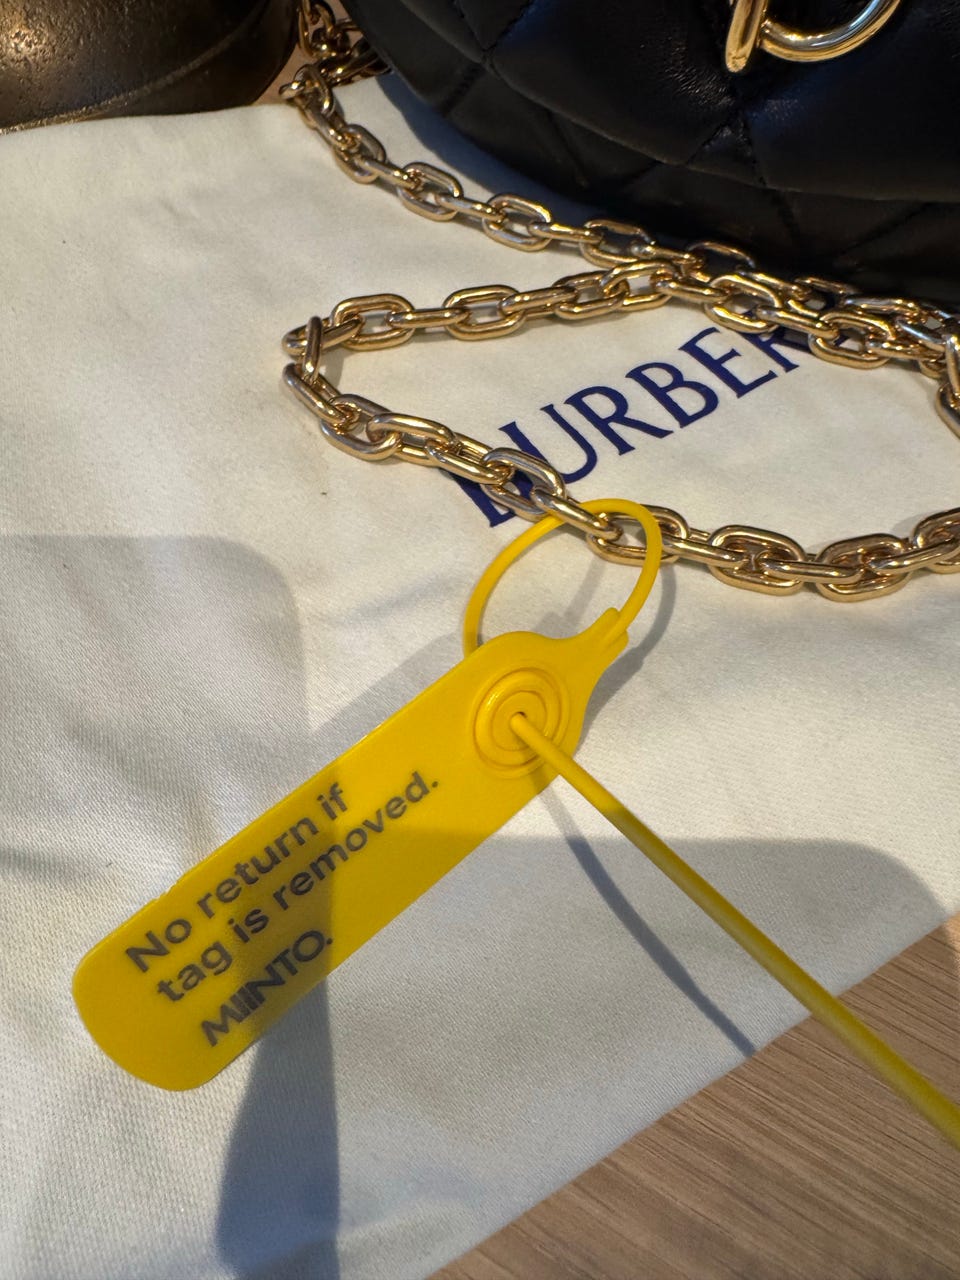 BURBER
No return if
tag is removed.
MIINTO.